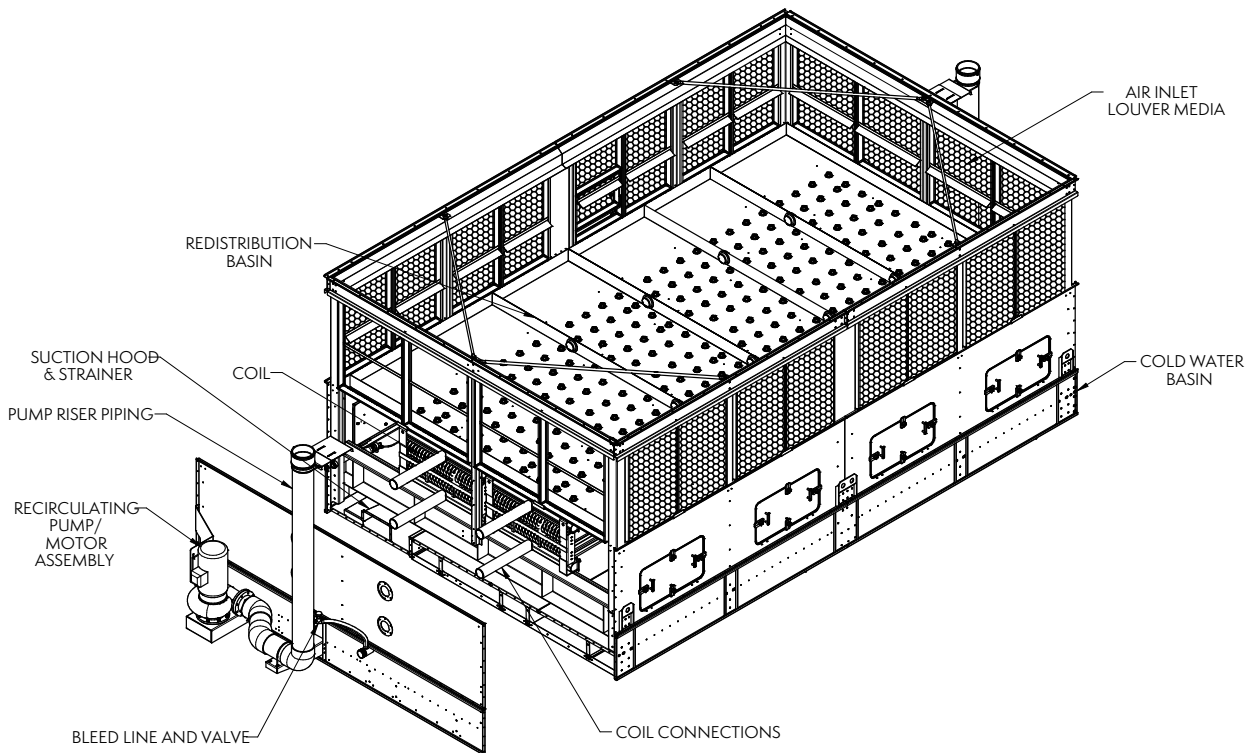 AIR INLET
LOUVER MEDIA
REDISTRIBUTION
BASIN
SUCTION HOOD
& STRAINER
COIL
COLD WATER
BASIN
PUMP RISER PIPING
RECIRCULATING
PUMP/
MOTOR
ASSEMBLY
BLEED LINE AND VALVE
COIL CONNECTIONS